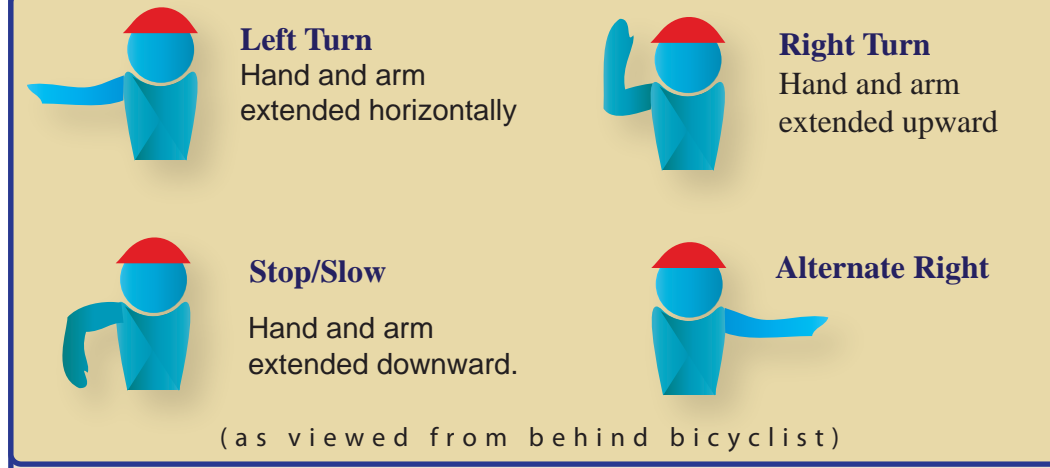 Left Turn
Hand and arm
extended horizontally
Right Turn
Hand and arm
extended upward
Stop/Slow
Hand and arm
extended downward.
Alternate Right
(as viewed from behind bicyclist)